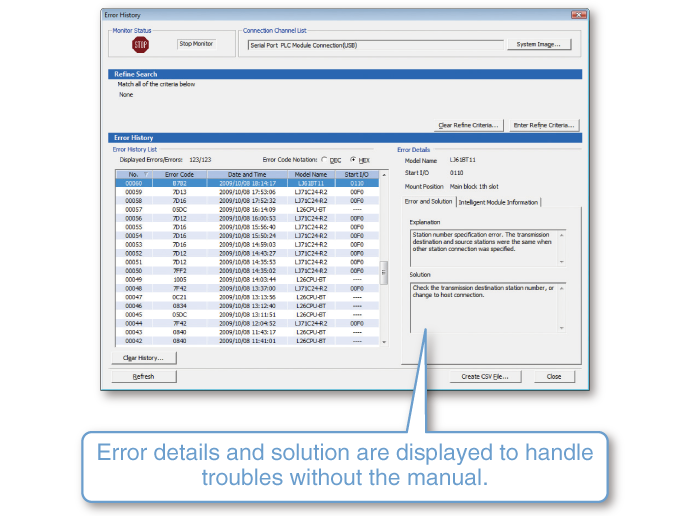 Error History
Monitor Status
STOP
Stop Monitor
Connection Channel List
Serial Port PLC Module Connection(USB)
System Image...
Refine Search
Match all of the criteria below
None
Clear Refine Criteria...
Enter Refine Criteria...
Error History
Error History List
Displayed Errors/Errors: 123/123
Error Code Notation: DEC HEX
No. Error Code Date and Time Model Name Start I/O
00060 B7B2 2009/10/08 18:14:17 LJ61BT11 0110
00059 7D13 2009/10/08 17:53:06 LJ71C24-R2 00F0
00058 7D16 2009/10/08 17:52:32 LJ71C24-R2 00F0
00057 05DC 2009/10/08 16:14:09 L26CPU-BT ----
00056 7D12 2009/10/08 16:00:53 LJ71C24-R2 00F0
00055 7D16 2009/10/08 15:56:40 LJ71C24-R2 00F0
00054 7D16 2009/10/08 15:50:24 LJ71C24-R2 00F0
00053 7D16 2009/10/08 14:59:03 LJ71C24-R2 00F0
00052 7D12 2009/10/08 14:43:27 LJ71C24-R2 00F0
00051 7D12 2009/10/08 14:35:53 LJ71C24-R2 00F0
00050 7FF2 2009/10/08 14:35:02 LJ71C24-R2 00F0
00049 1005 2009/10/08 14:03:44 L26CPU-BT ----
00048 7F42 2009/10/08 13:37:00 LJ71C24-R2 00F0
00047 0C21 2009/10/08 13:13:56 L26CPU-BT ----
00046 0834 2009/10/08 13:12:40 L26CPU-BT ----
00045 05DC 2009/10/08 13:11:51 L26CPU-BT ----
00044 7F42 2009/10/08 12:04:52 LJ71C24-R2 00F0
00043 0840 2009/10/08 11:43:17 L26CPU-BT ----
00042 0840 2009/10/08 11:41:01 L26CPU-BT ----
Clear History...
Error Details
Model Name LJ61BT11
Start I/O 0110
Mount Position Main block 1th slot
Error and Solution Intelligent Module Information
Explanation
Station number specification error. The transmission
destination and source stations were the same when
other station connection was specified.
Solution
Check the transmission destination station number, or
change to host connection.
Refresh
Create CSV File...
Close
Error details and solution are displayed to handle
troubles without the manual.